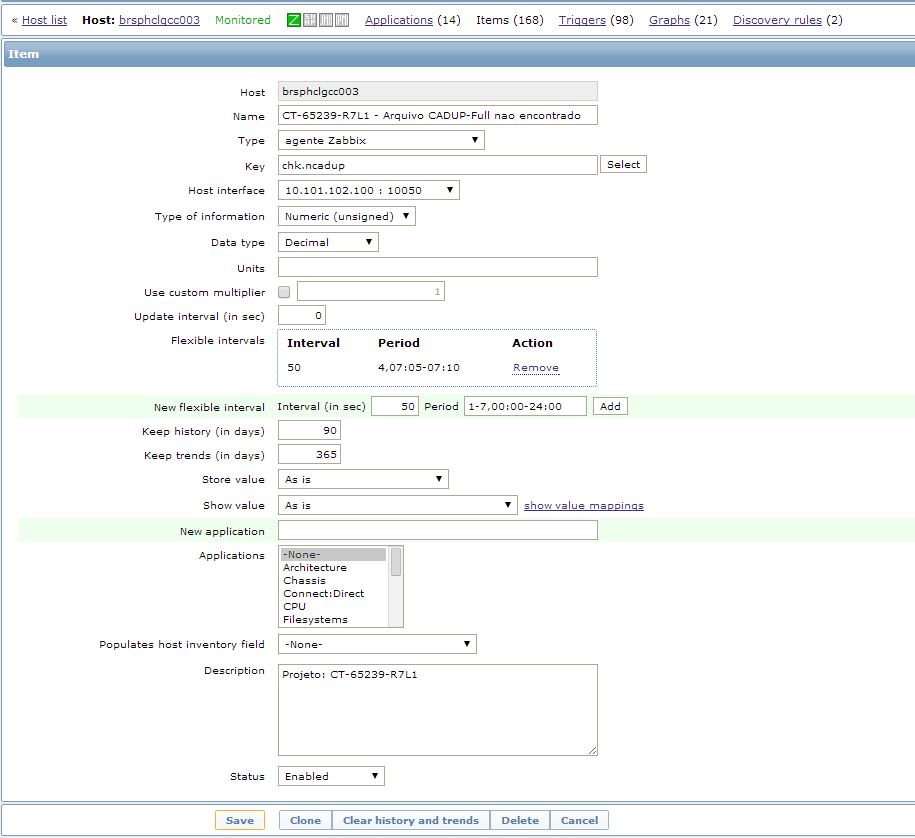 « Host list Host: brsphclgcc003 Monitored Z Applications (14) Items (168) Triggers (98) Graphs (21) Discovery rules (2)
Item
Host brsphclgcc003
Name CT-65239-R7L1 - Arquivo CADUP-Full nao encontrado
Type agente Zabbix
Key chk.ncadup Select
Host interface 10.101.102.100 : 10050
Type of information Numeric (unsigned)
Data type Decimal
Units
Use custom multiplier 1
Update interval (in sec) 0
Flexible intervals Interval Period Action
50 4,07:05-07:10 Remove
New flexible interval Interval (in sec) 50 Period 1-7,00:00-24:00 Add
Keep history (in days) 90
Keep trends (in days) 365
Store value As is
Show value As is show value mappings
New application
Applications -None-
Architecture
Chassis
Connect:Direct
CPU
Filesystems
Populates host inventory field -None-
Description Projeto: CT-65239-R7L1
Status Enabled
Save Clone Clear history and trends Delete Cancel